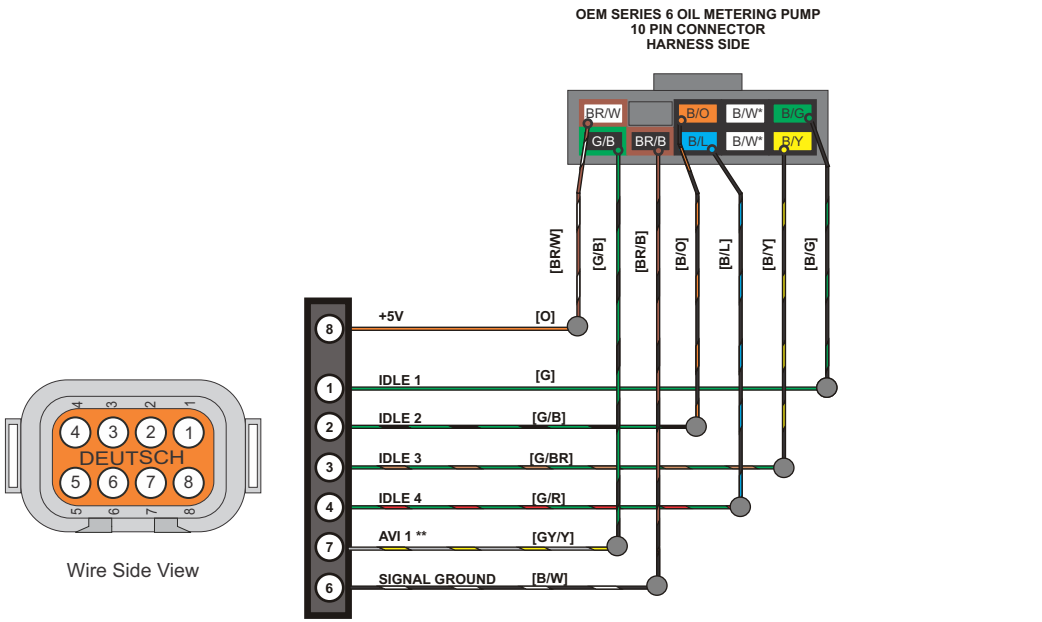 OEM SERIES 6 OIL METERING PUMP
10 PIN CONNECTOR
HARNESS SIDE
BR/W B/O B/W* B/G
G/B BR/B B/L B/W* B/Y
[BR/W] [G/B] [BR/B] [B/O] [B/L] [B/Y] [B/G]
8 +5V [O]
1 IDLE 1 [G]
2 IDLE 2 [G/B]
3 IDLE 3 [G/BR]
4 IDLE 4 [G/R]
7 AVI 1 ** [GY/Y]
6 SIGNAL GROUND [B/W]
4 3 2 1
4 3 2 1
DEUTSCH
5 6 7 8
5 6 7 8
Wire Side View